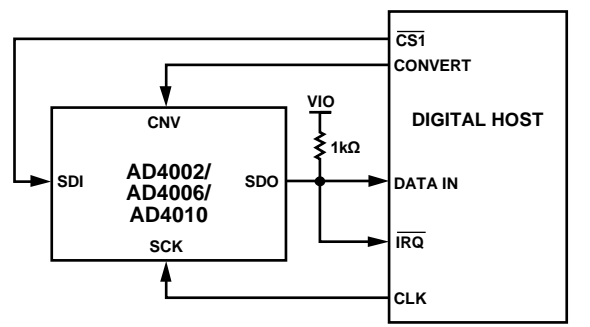 CS1
CONVERT
VIO
CNV
DIGITAL HOST
1kΩ
AD4002/
AD4006/
AD4010
SDI
SDO
DATA IN
SCK
IRQ
CLK